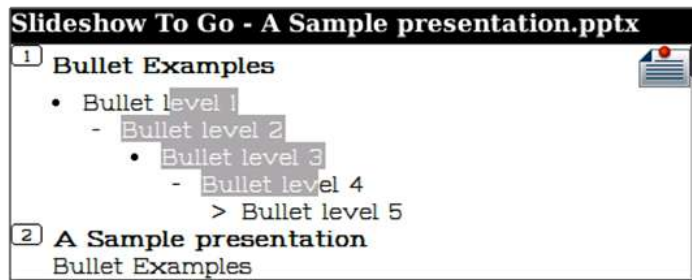 Slideshow To Go - A Sample presentation.pptx
1 Bullet Examples
• Bullet level 1
- Bullet level 2
• Bullet level 3
- Bullet level 4
> Bullet level 5
2 A Sample presentation
Bullet Examples